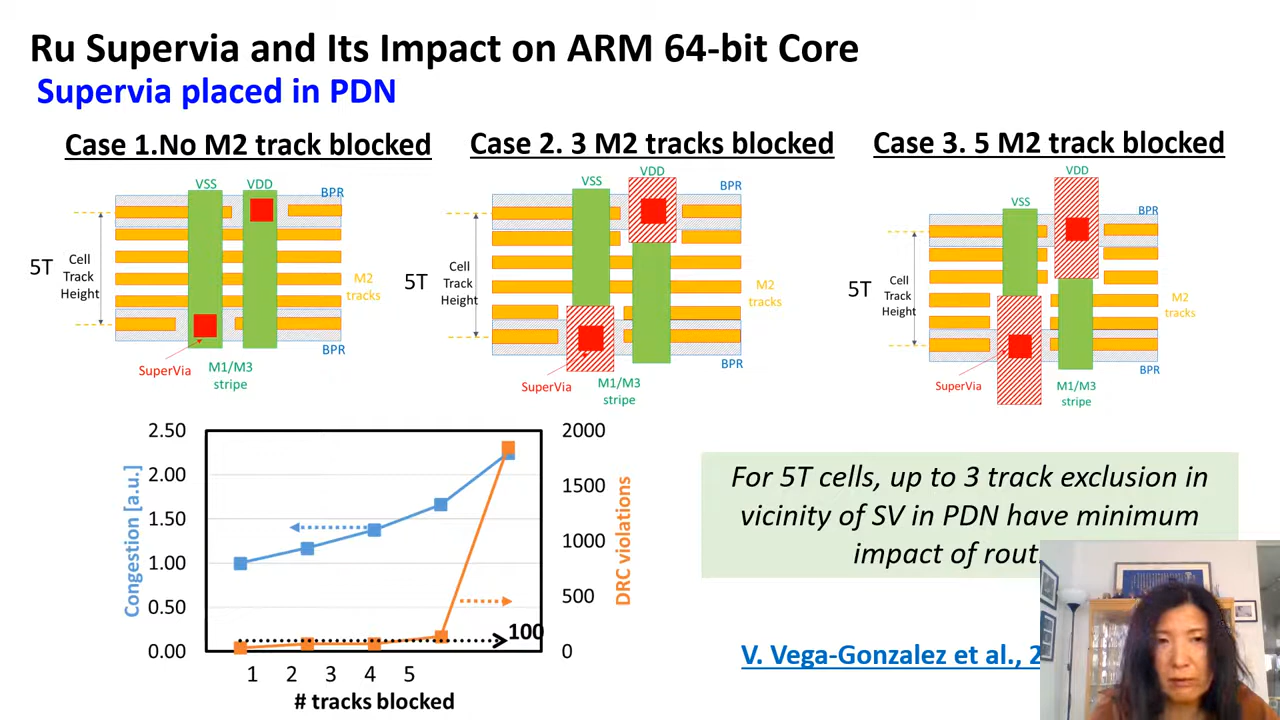 Ru Supervia and Its Impact on ARM 64-bit Core
Supervia placed in PDN
Case 1.No M2 track blocked
VSS
VDD
BPR
5T
Cell
Track
Height
M2
tracks
BPR
SuperVia
M1/M3
stripe
Case 2. 3 M2 tracks blocked
VSS
VDD
BPR
5T
Cell
Track
Height
M2
tracks
BPR
SuperVia
M1/M3
stripe
Case 3. 5 M2 track blocked
VDD
VSS
BPR
5T
Cell
Track
Height
M2
tracks
BPR
SuperVia
M1/M3
stripe
Congestion [a.u.]
2.50
2.00
1.50
1.00
0.50
0.00
2000
1500
1000
500
0
DRC violations
100
1 2 3 4 5
# tracks blocked
For 5T cells, up to 3 track exclusion in
vicinity of SV in PDN have minimum
impact of rout
V. Vega-Gonzalez et al., 2